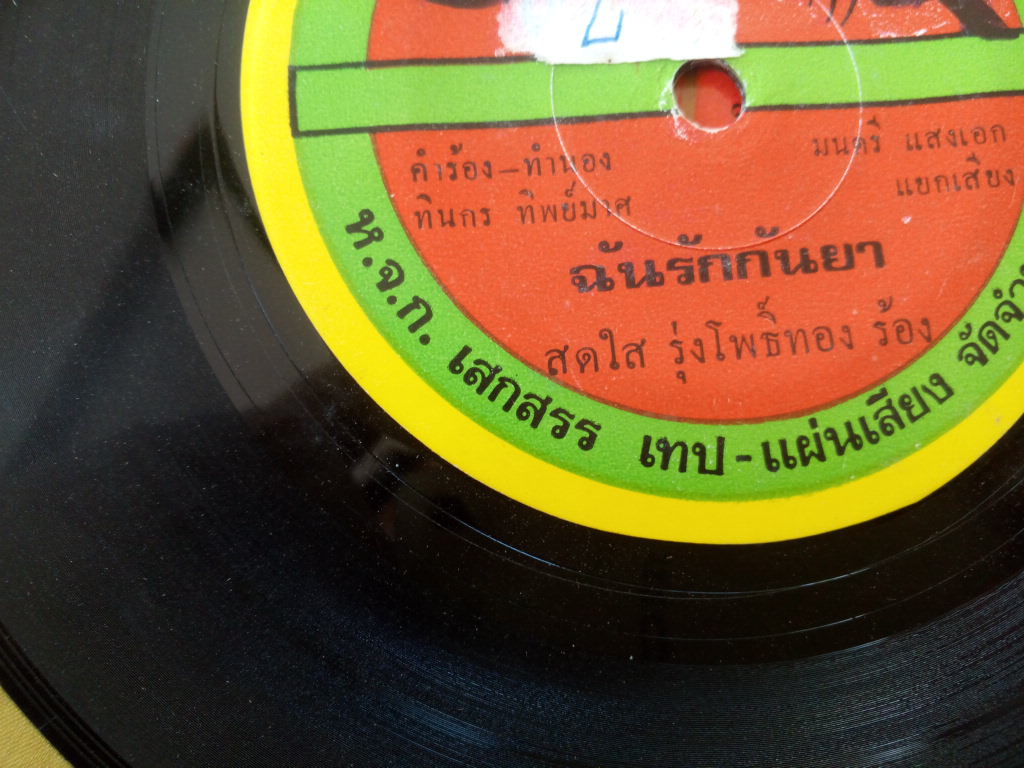 คำร้อง-ทำนอง
ทินกร ทิพย์มาศ
มนตรี แสงเอก
แยกเสียง
ฉันรักกันยา
สดใส รุ่งโพธิ์ทอง ร้อง
ห.จ.ก. เสกสรร เทป-แผ่นเสียง